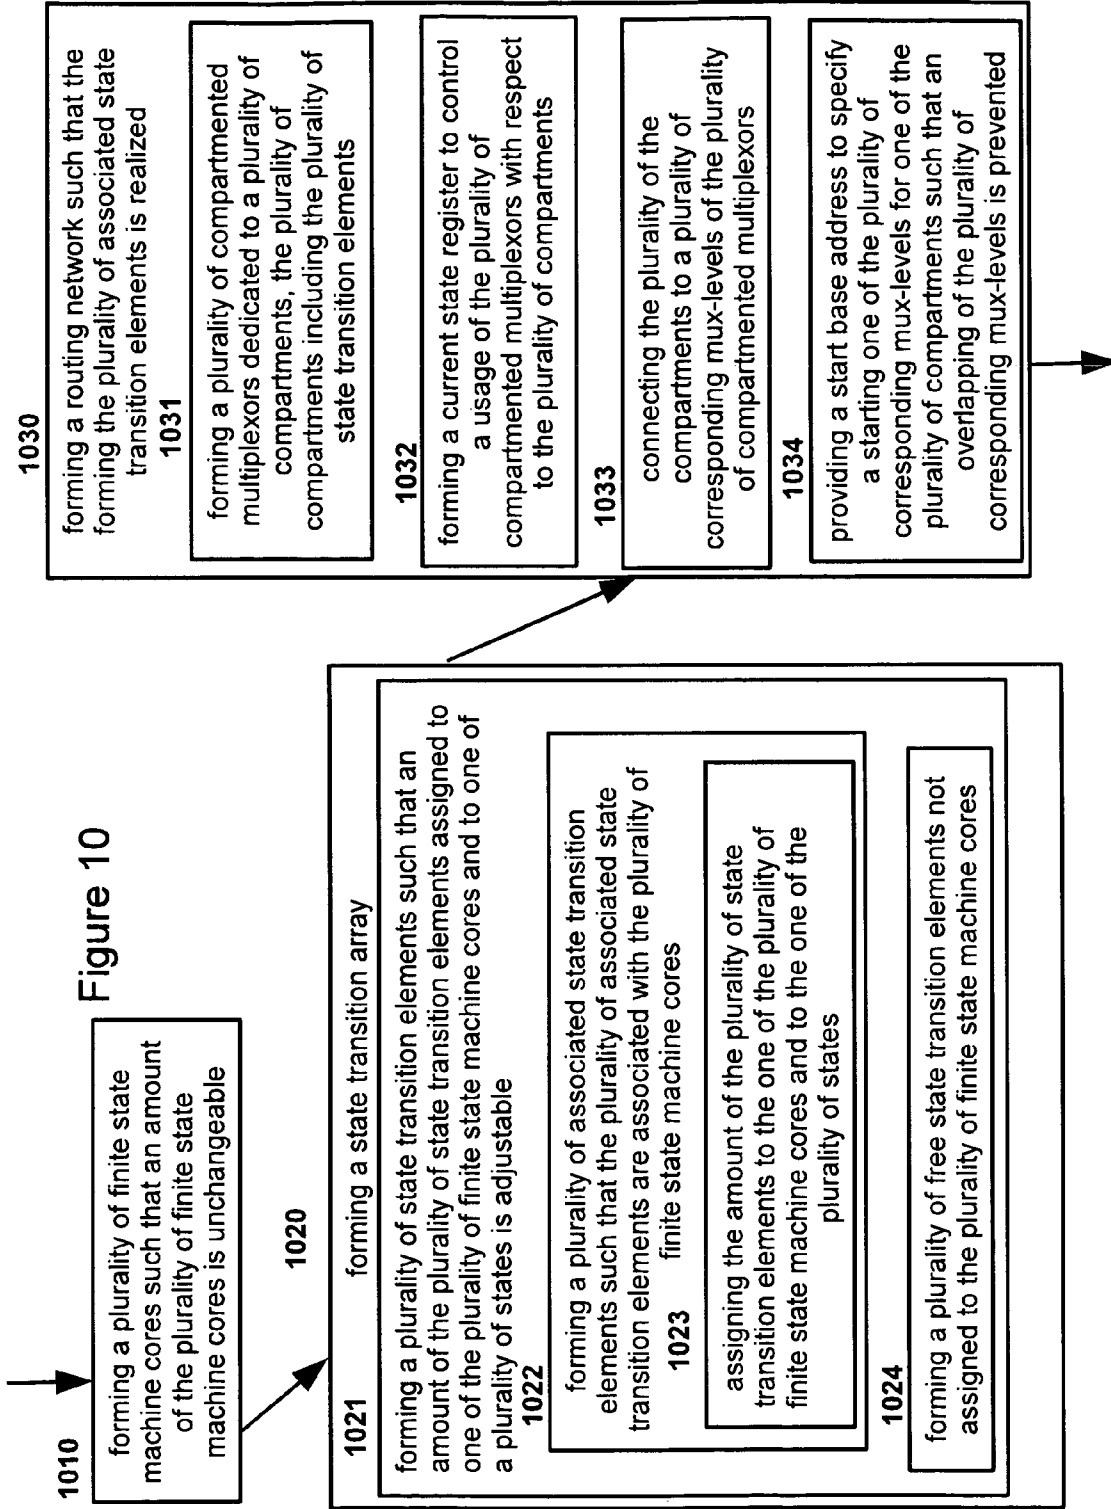 Figure 10
1010
forming a plurality of finite state
machine cores such that an amount
of the plurality of finite state
machine cores is unchangeable
1020
forming a state transition array
1021
forming a plurality of state transition elements such that an
amount of the plurality of state transition elements assigned to
one of the plurality of finite state machine cores and to one of
a plurality of states is adjustable
1022
forming a plurality of associated state transition
elements such that the plurality of associated state
transition elements are associated with the plurality of
finite state machine cores
1023
assigning the amount of the plurality of state
transition elements to the one of the plurality of
finite state machine cores and to the one of the
plurality of states
1024
forming a plurality of free state transition elements not
assigned to the plurality of finite state machine cores
1030
forming a routing network such that the
forming the plurality of associated state
transition elements is realized
1031
forming a plurality of compartmented
multiplexors dedicated to a plurality of
compartments, the plurality of
compartments including the plurality of
state transition elements
1032
forming a current state register to control
a usage of the plurality of
compartmented multiplexors with respect
to the plurality of compartments
1033
connecting the plurality of the
compartments to a plurality of
corresponding mux-levels of the plurality
of compartmented multiplexors
1034
providing a start base address to specify
a starting one of the plurality of
corresponding mux-levels for one of the
plurality of compartments such that an
overlapping of the plurality of
corresponding mux-levels is prevented